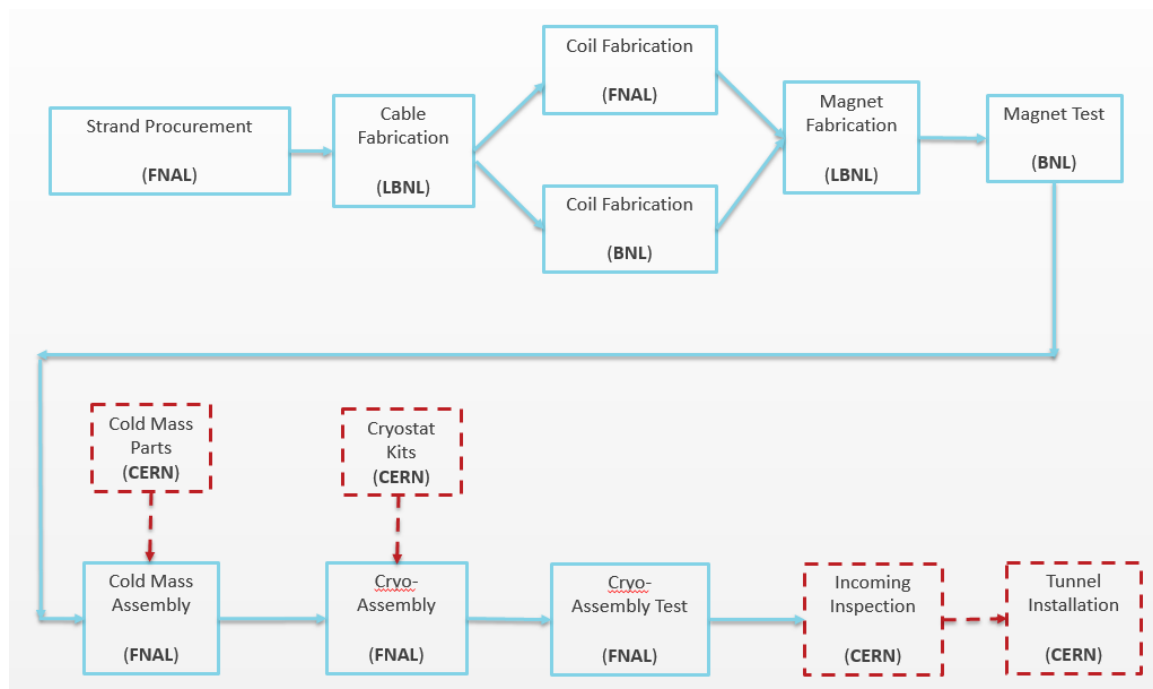 Strand Procurement
(FNAL)
Cable
Fabrication
(LBNL)
Coil Fabrication
(FNAL)
Coil Fabrication
(BNL)
Magnet
Fabrication
(LBNL)
Magnet Test
(BNL)
Cold Mass
Parts
(CERN)
Cryostat
Kits
(CERN)
Cold Mass
Assembly
(FNAL)
Cryo-
Assembly
(FNAL)
Cryo-
Assembly Test
(FNAL)
Incoming
Inspection
(CERN)
Tunnel
Installation
(CERN)